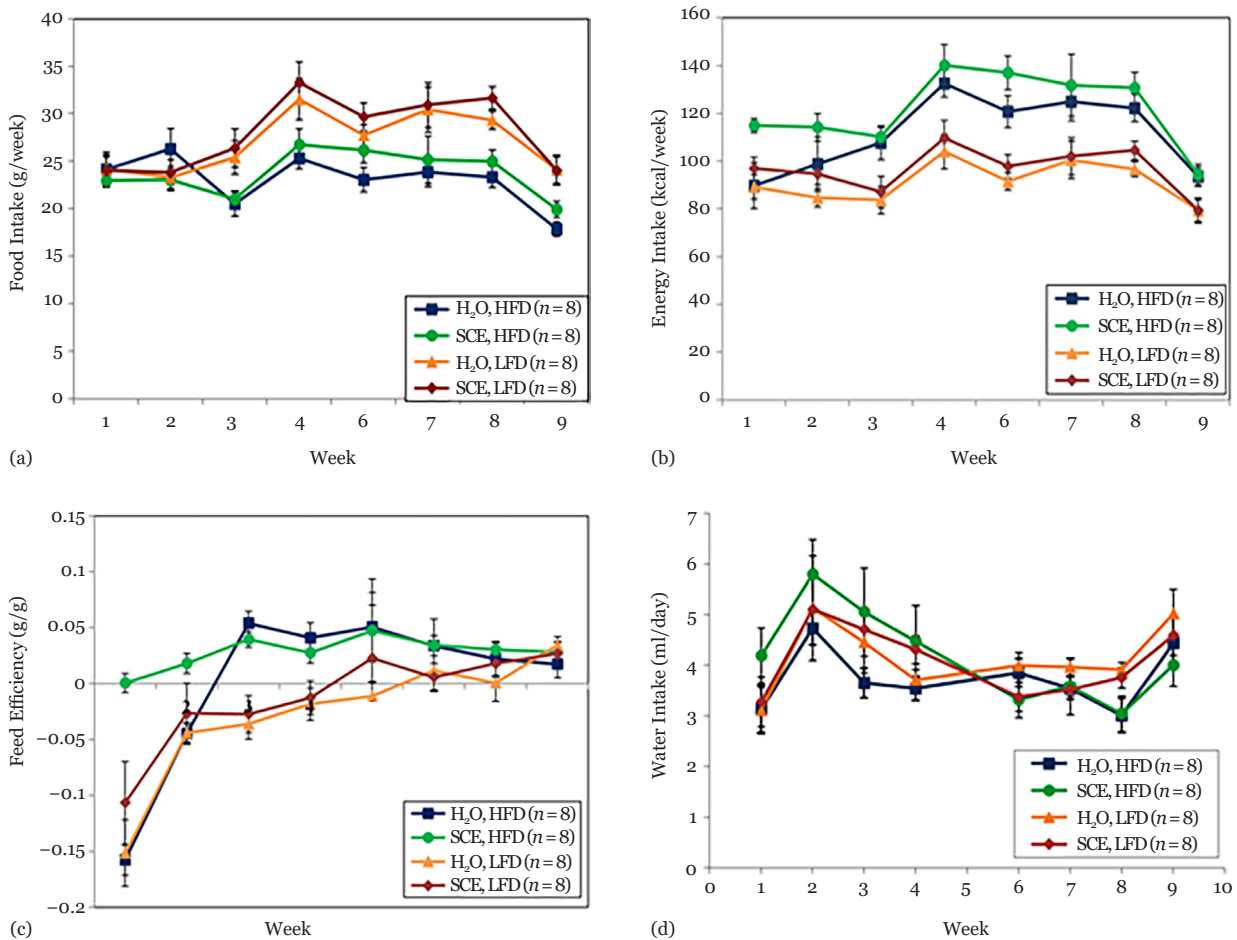 40
35
30
25
20
15
10
5
0
Food Intake (g/week)
H₂O, HFD (n = 8)
SCE, HFD (n = 8)
H₂O, LFD (n = 8)
SCE, LFD (n = 8)
1 2 3 4 6 7 8 9
(a) Week
160
140
120
100
80
60
40
20
0
Energy Intake (kcal/week)
H₂O, HFD (n = 8)
SCE, HFD (n = 8)
H₂O, LFD (n = 8)
SCE, LFD (n = 8)
1 2 3 4 6 7 8 9
(b) Week
0.15
0.1
0.05
0
−0.05
−0.1
−0.15
−0.2
Feed Efficiency (g/g)
H₂O, HFD (n = 8)
SCE, HFD (n = 8)
H₂O, LFD (n = 8)
SCE, LFD (n = 8)
(c) Week
7
6
5
4
3
2
1
0
Water Intake (ml/day)
H₂O, HFD (n = 8)
SCE, HFD (n = 8)
H₂O, LFD (n = 8)
SCE, LFD (n = 8)
0 1 2 3 4 5 6 7 8 9 10
(d) Week